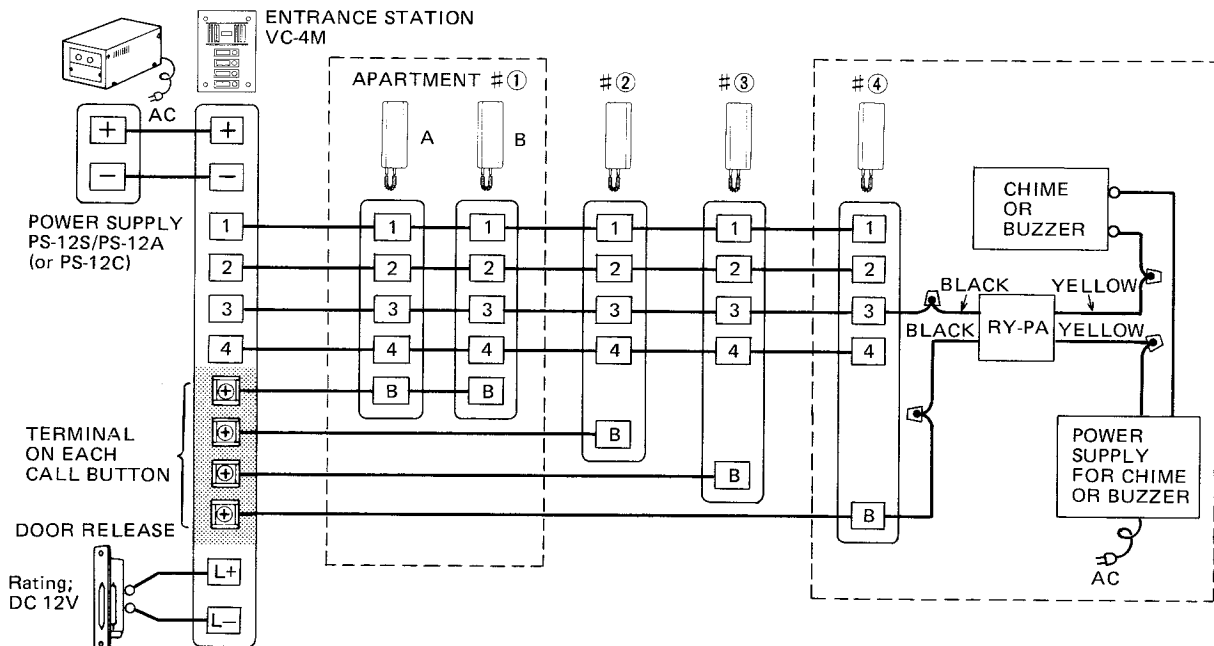 ENTRANCE STATION
VC-4M
AC
+ +
− −
POWER SUPPLY
PS-12S/PS-12A
(or PS-12C)
APARTMENT #①
A
B
#②
#③
#④
1 1 1 1 1 1
2 2 2 2 2 2
3 3 3 3 3 3
4 4 4 4 4 4
B B
B
B
B
TERMINAL
ON EACH
CALL BUTTON
DOOR RELEASE
Rating;
DC 12V
L+
L−
CHIME
OR
BUZZER
BLACK
YELLOW
BLACK
RY-PA
YELLOW
POWER
SUPPLY
FOR CHIME
OR BUZZER
AC